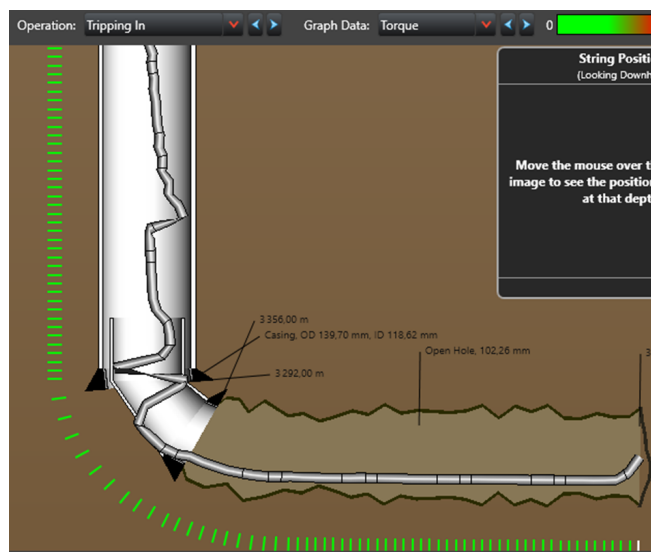 Operation: Tripping In Graph Data: Torque 0
String Positi
(Looking Downh
Move the mouse over t
image to see the position
at that dept
3 356,00 m
Casing, OD 139,70 mm, ID 118,62 mm
Open Hole, 102,26 mm
3
3 292,00 m